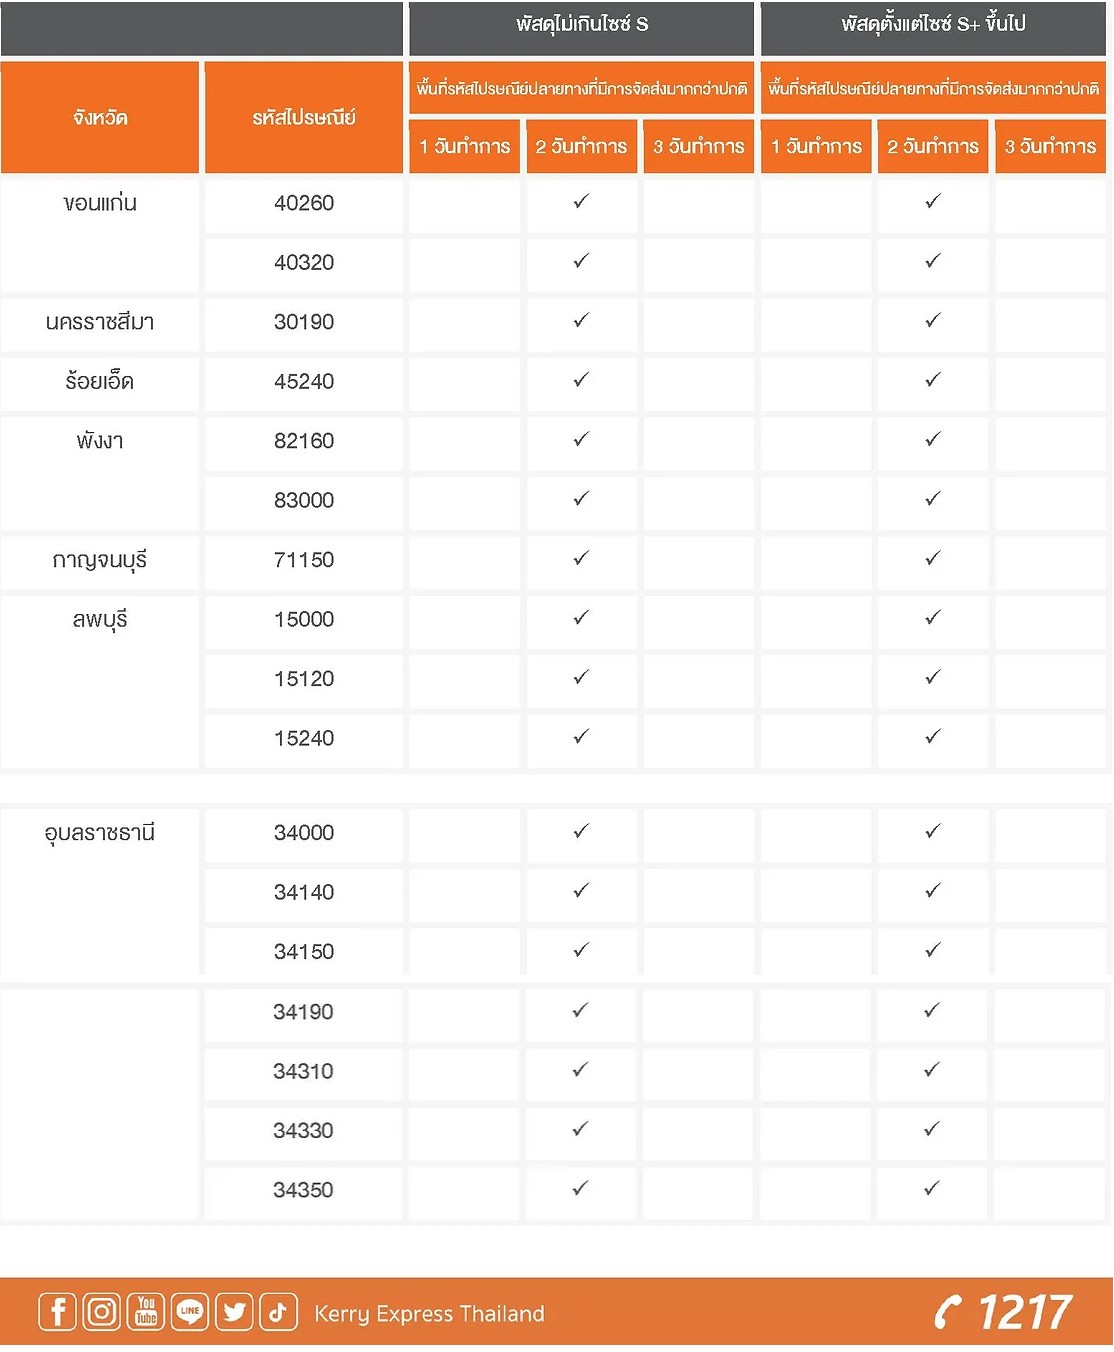 พัสดุไม่เกินไซซ์ S พัสดุตั้งแต่ไซซ์ S+ ขึ้นไป
จังหวัด รหัสไปรษณีย์ พื้นที่รหัสไปรษณีย์ปลายทางที่มีการจัดส่งมากกว่าปกติ พื้นที่รหัสไปรษณีย์ปลายทางที่มีการจัดส่งมากกว่าปกติ
1 วันทำการ 2 วันทำการ 3 วันทำการ 1 วันทำการ 2 วันทำการ 3 วันทำการ
ขอนแก่น 40260 ✓ ✓
40320 ✓ ✓
นครราชสีมา 30190 ✓ ✓
ร้อยเอ็ด 45240 ✓ ✓
พังงา 82160 ✓ ✓
83000 ✓ ✓
กาญจนบุรี 71150 ✓ ✓
ลพบุรี 15000 ✓ ✓
15120 ✓ ✓
15240 ✓ ✓
อุบลราชธานี 34000 ✓ ✓
34140 ✓ ✓
34150 ✓ ✓
34190 ✓ ✓
34310 ✓ ✓
34330 ✓ ✓
34350 ✓ ✓
You Tube LINE Kerry Express Thailand 1217